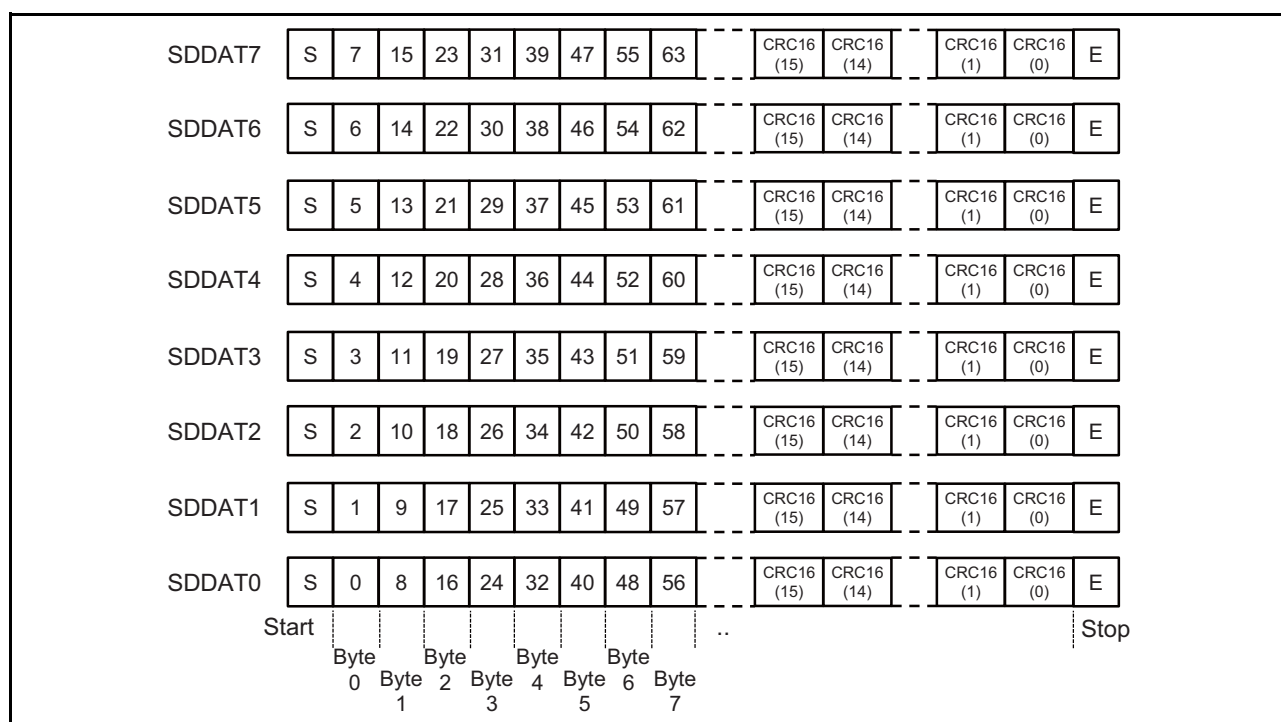 SDDAT7 S 7 15 23 31 39 47 55 63 CRC16 (15) CRC16 (14) CRC16 (1) CRC16 (0) E
SDDAT6 S 6 14 22 30 38 46 54 62 CRC16 (15) CRC16 (14) CRC16 (1) CRC16 (0) E
SDDAT5 S 5 13 21 29 37 45 53 61 CRC16 (15) CRC16 (14) CRC16 (1) CRC16 (0) E
SDDAT4 S 4 12 20 28 36 44 52 60 CRC16 (15) CRC16 (14) CRC16 (1) CRC16 (0) E
SDDAT3 S 3 11 19 27 35 43 51 59 CRC16 (15) CRC16 (14) CRC16 (1) CRC16 (0) E
SDDAT2 S 2 10 18 26 34 42 50 58 CRC16 (15) CRC16 (14) CRC16 (1) CRC16 (0) E
SDDAT1 S 1 9 17 25 33 41 49 57 CRC16 (15) CRC16 (14) CRC16 (1) CRC16 (0) E
SDDAT0 S 0 8 16 24 32 40 48 56 CRC16 (15) CRC16 (14) CRC16 (1) CRC16 (0) E
Start .. Stop
Byte 0 Byte 1 Byte 2 Byte 3 Byte 4 Byte 5 Byte 6 Byte 7